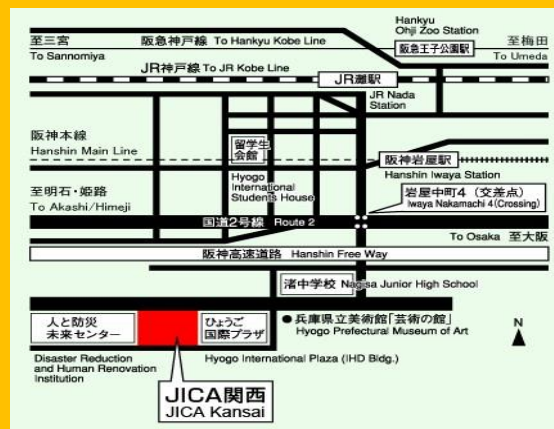 Hankyu
Ohji Zoo Station
至三宮
阪急神戸線 To Hankyu Kobe Line
阪急王子公園駅
至梅田
To Sannomiya
To Umeda
JR神戸線 To JR Kobe Line
JR灘駅
JR Nada
Station
阪神本線
Hanshin Main Line
留学生
会館
阪神岩屋駅
Hanshin Iwaya Station
Hyogo
International
Students House
至明石・姫路
To Akashi/Himeji
岩屋中町4（交差点）
Iwaya Nakamachi 4(Crossing)
国道2号線 Route 2
To Osaka 至大阪
阪神高速道路 Hanshin Free Way
渚中学校 Nagisa Junior High School
人と防災
未来センター
ひょうご
国際プラザ
●兵庫県立美術館「芸術の館」
Hyogo Prefectural Museum of Art
N
Disaster Reduction
and Human Renovation
Institution
Hyogo International Plaza (IHD Bldg.)
JICA関西
JICA Kansai